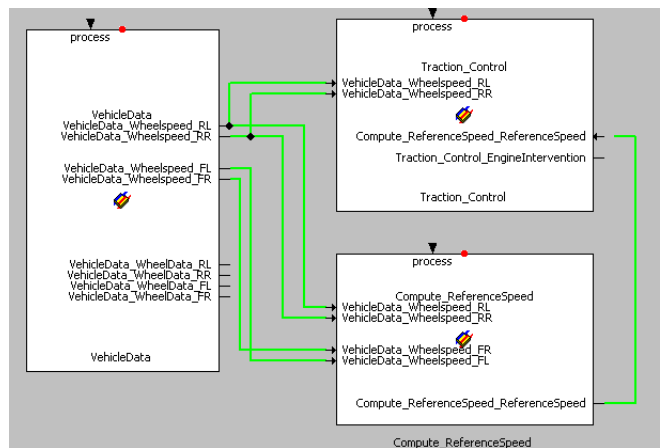 process
VehicleData
VehicleData_Wheelspeed_RL
VehicleData_Wheelspeed_RR
VehicleData_Wheelspeed_FL
VehicleData_Wheelspeed_FR
VehicleData_WheelData_RL
VehicleData_WheelData_RR
VehicleData_WheelData_FL
VehicleData_WheelData_FR
VehicleData
process
Traction_Control
VehicleData_Wheelspeed_RL
VehicleData_Wheelspeed_RR
Compute_ReferenceSpeed_ReferenceSpeed
Traction_Control_EngineIntervention
Traction_Control
process
Compute_ReferenceSpeed
VehicleData_Wheelspeed_RL
VehicleData_Wheelspeed_RR
VehicleData_Wheelspeed_FR
VehicleData_Wheelspeed_FL
Compute_ReferenceSpeed_ReferenceSpeed
Compute_ReferenceSpeed